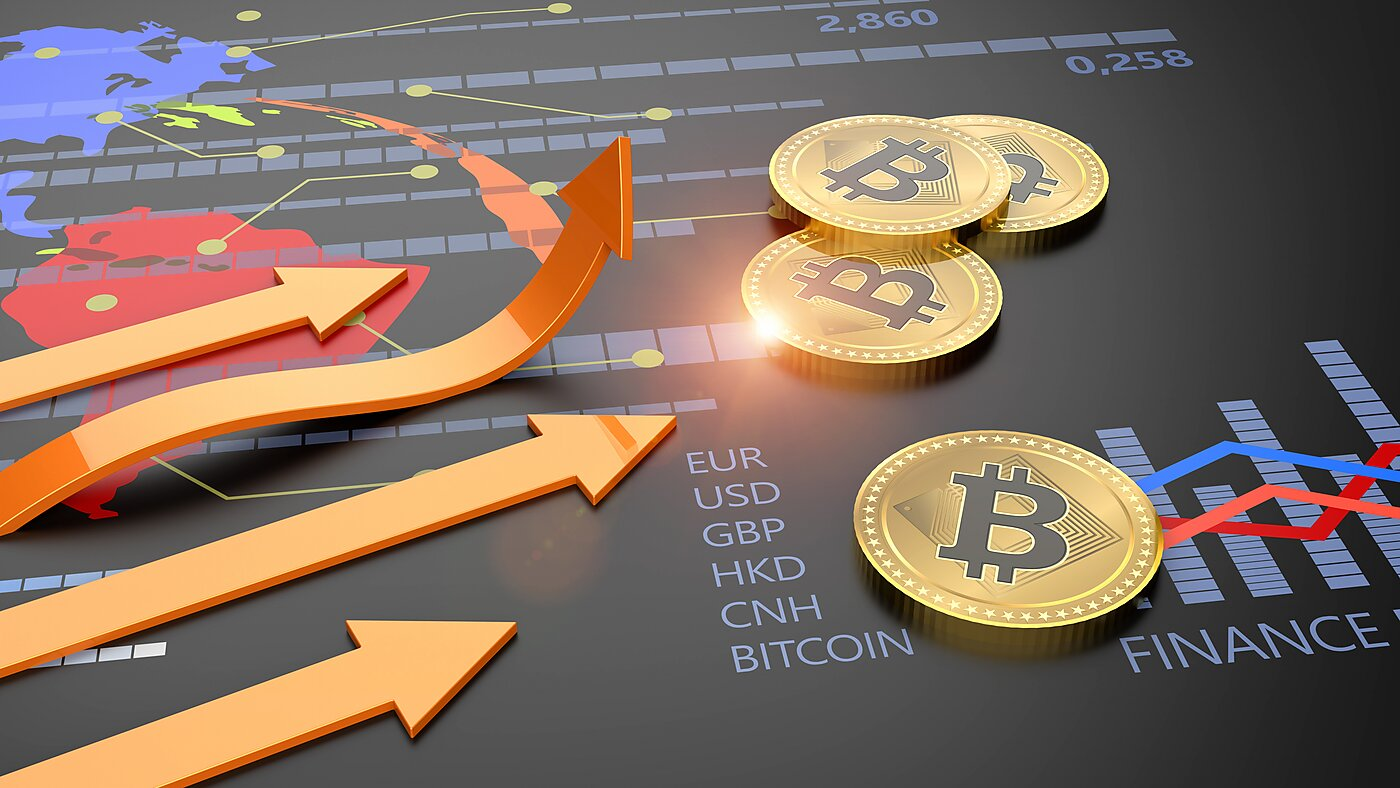 2,860
0,258
EUR
USD
GBP
HKD
CNH
BITCOIN
FINANCE